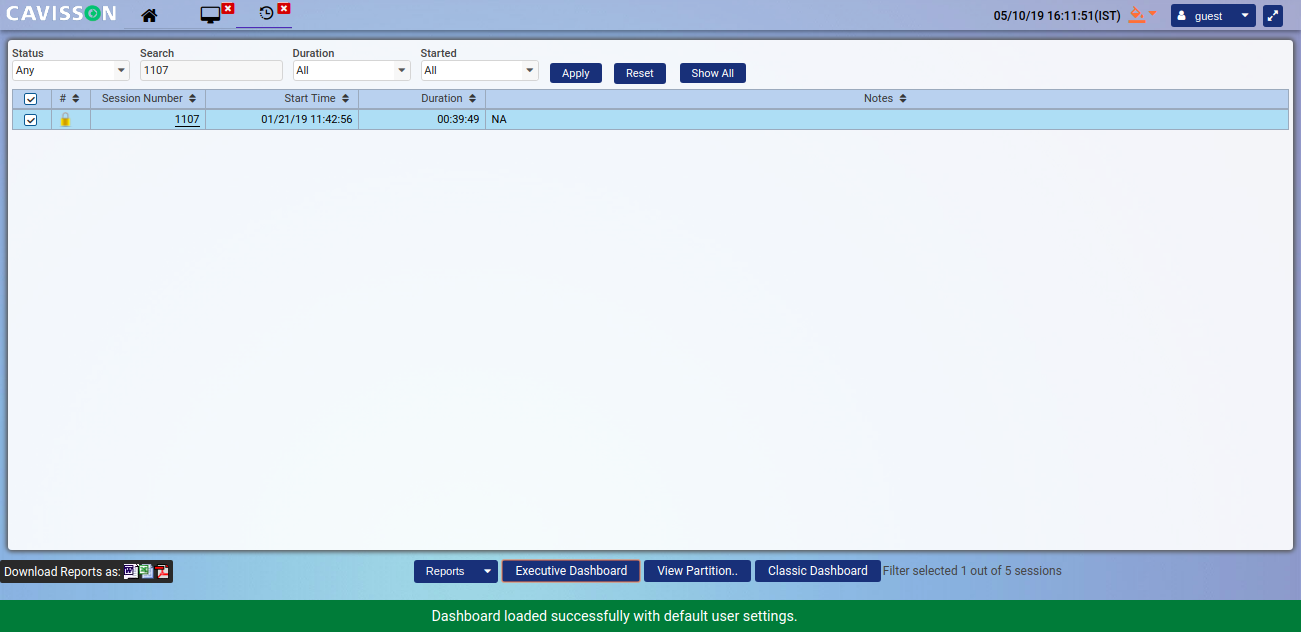 CAVISSON
05/10/19 16:11:51(IST)
guest
Status
Search
Duration
Started
Any
1107
All
All
Apply
Reset
Show All
#
Session Number
Start Time
Duration
Notes
1107
01/21/19 11:42:56
00:39:49
NA
Download Reports as:
Reports
Executive Dashboard
View Partition..
Classic Dashboard
Filter selected 1 out of 5 sessions
Dashboard loaded successfully with default user settings.